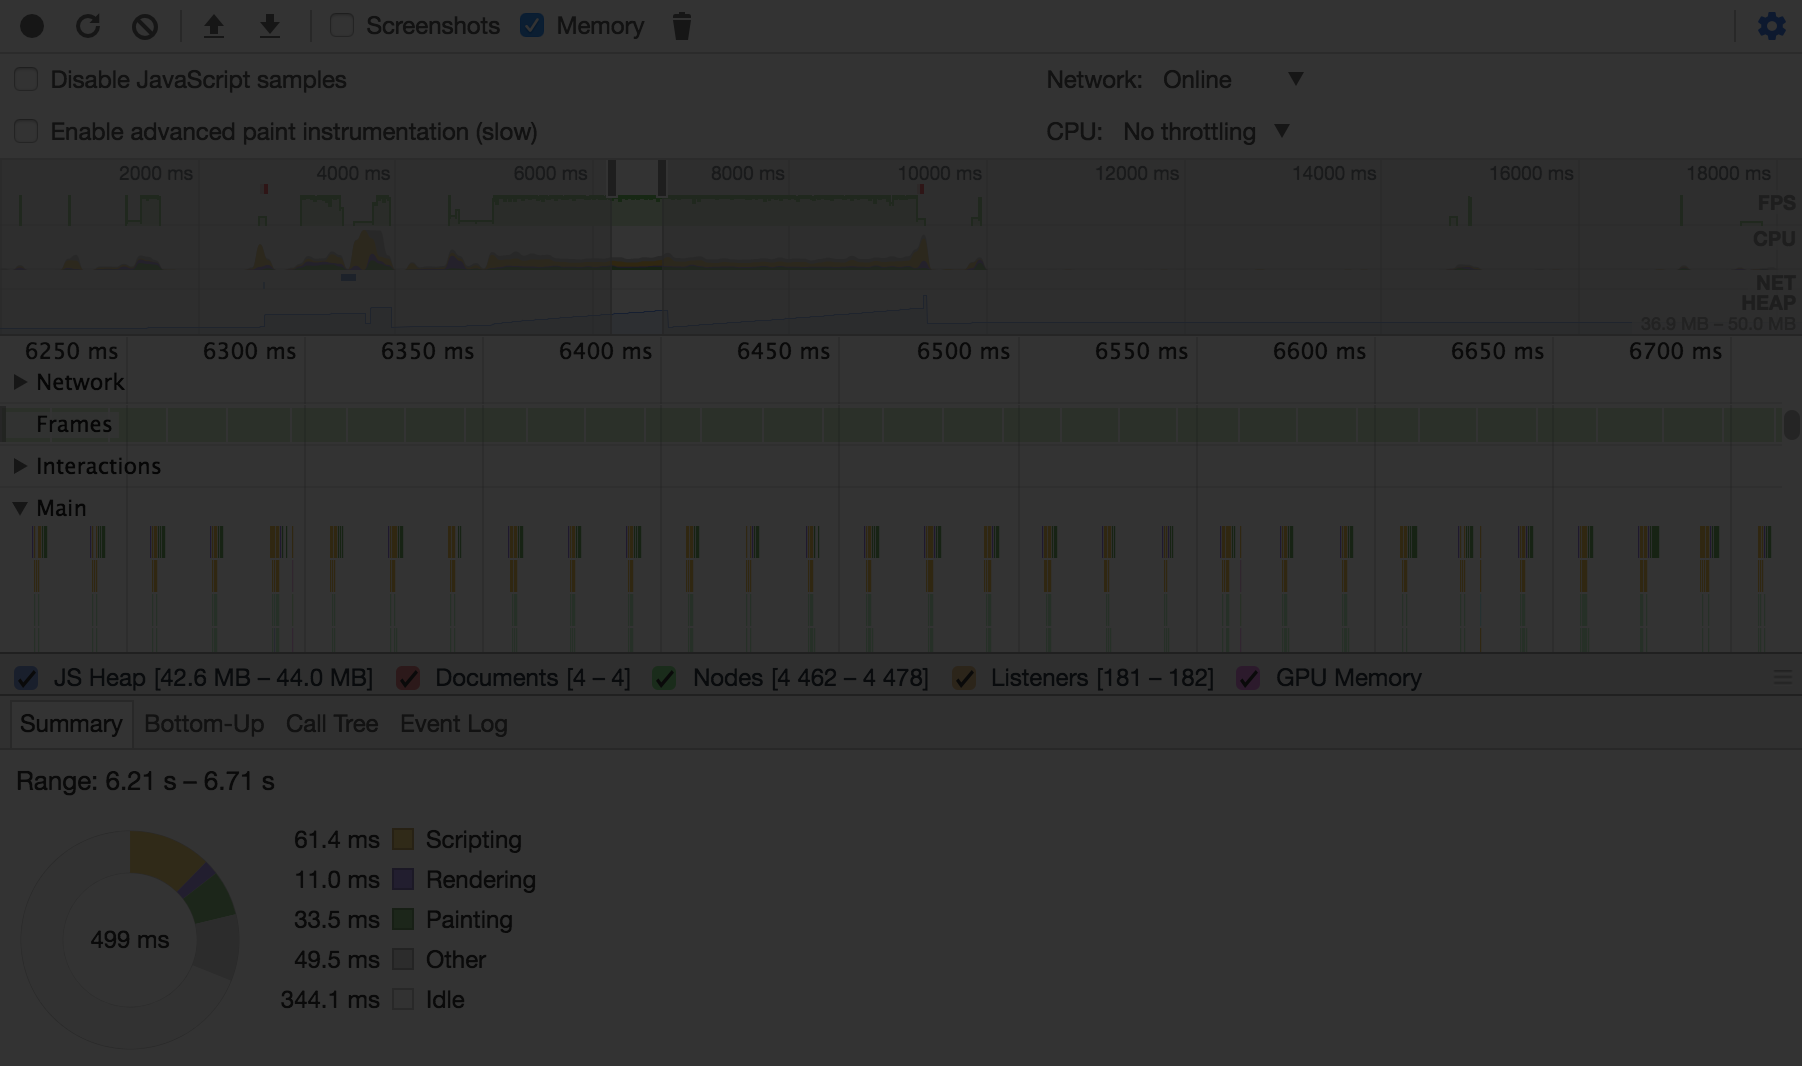 Screenshots Memory
Disable JavaScript samples Network: Online
Enable advanced paint instrumentation (slow) CPU: No throttling
2000 ms 4000 ms 6000 ms 8000 ms 10000 ms 12000 ms 14000 ms 16000 ms 18000 ms
FPS
CPU
NET
HEAP
36.9 MB – 50.0 MB
6250 ms 6300 ms 6350 ms 6400 ms 6450 ms 6500 ms 6550 ms 6600 ms 6650 ms 6700 ms
Network
Frames
Interactions
Main
JS Heap [42.6 MB – 44.0 MB] Documents [4 – 4] Nodes [4 462 – 4 478] Listeners [181 – 182] GPU Memory
Summary Bottom-Up Call Tree Event Log
Range: 6.21 s – 6.71 s
61.4 ms Scripting
11.0 ms Rendering
33.5 ms Painting
499 ms
49.5 ms Other
344.1 ms Idle